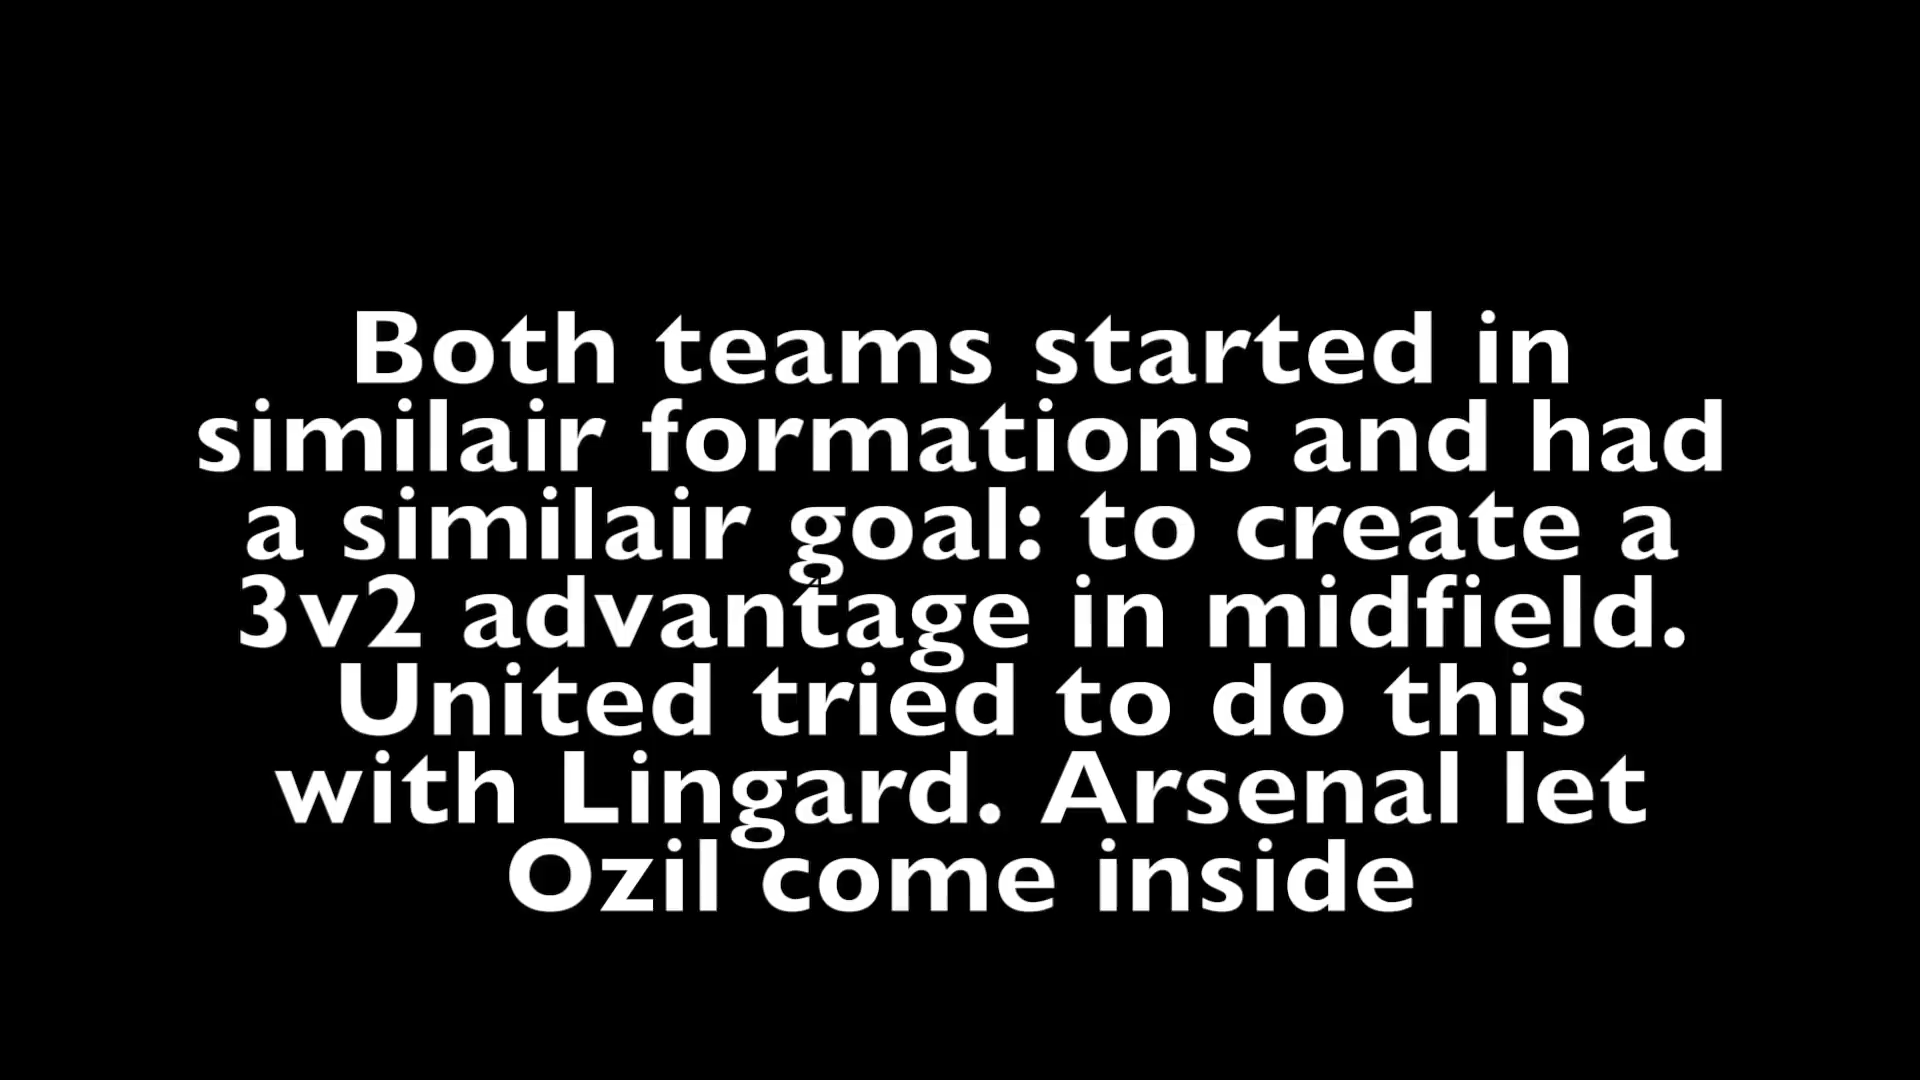 Both teams started in
similair formations and had
a similair goal: to create a
3v2 advantage in midfield.
United tried to do this
with Lingard. Arsenal let
Ozil come inside